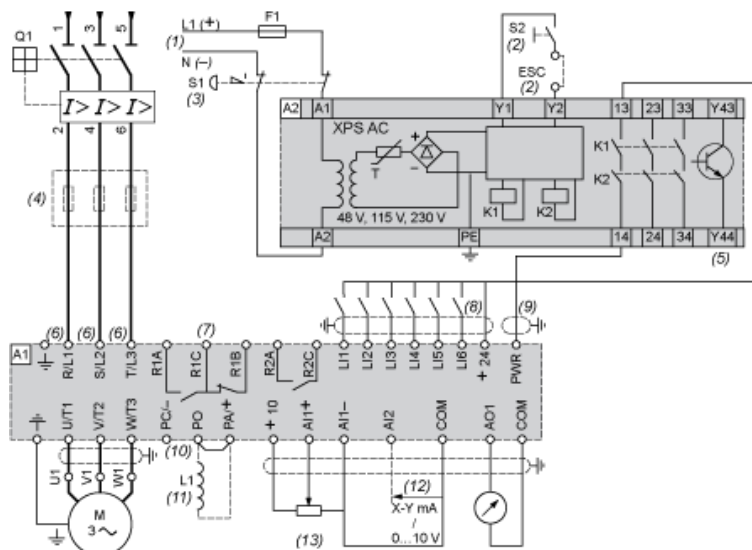 1 3 5
Q1
I> I> I>
2 4 6
(4)
L1 (+) F1
(1)
N (–)
S1
(3)
S2
(2)
ESC
(2)
A2 A1 Y1 Y2 13 23 33 Y43
XPS AC
+
–
T
K1
K2
K1 K2
48 V, 115 V, 230 V
A2 PE 14 24 34 Y44
(5)
(6) (6) (6) (7) (8) (9)
A1
R/L1 S/L2 T/L3 R1A R1C R1B R2A R2C LI1 LI2 LI3 LI4 LI5 LI6 + 24 PWR
U/T1 V/T2 W/T3 PC/- PO PA/+ + 10 AI1+ AI1– AI2 COM AO1 COM
(10)
U1 V1 W1
L1
(11)
(12)
X-Y mA
/
0...10 V
M
3 ~
(13)